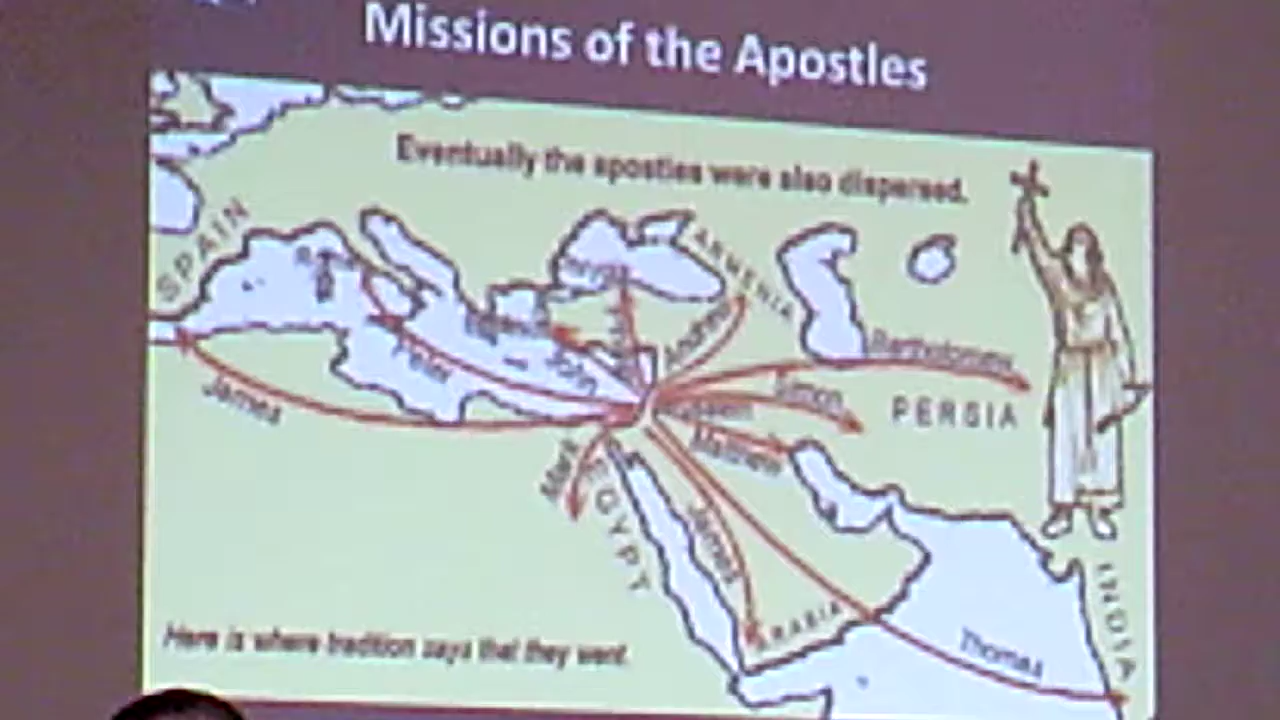 Missions of the Apostles
Eventually the apostles were also dispersed.
SPAIN
ARMENIA
Andrew
Bartholomew
Peter
John
James
Simon
PERSIA
Matthew
Mark
EGYPT
James
ARABIA
Thomas
INDIA
Here is where tradition says that they went.